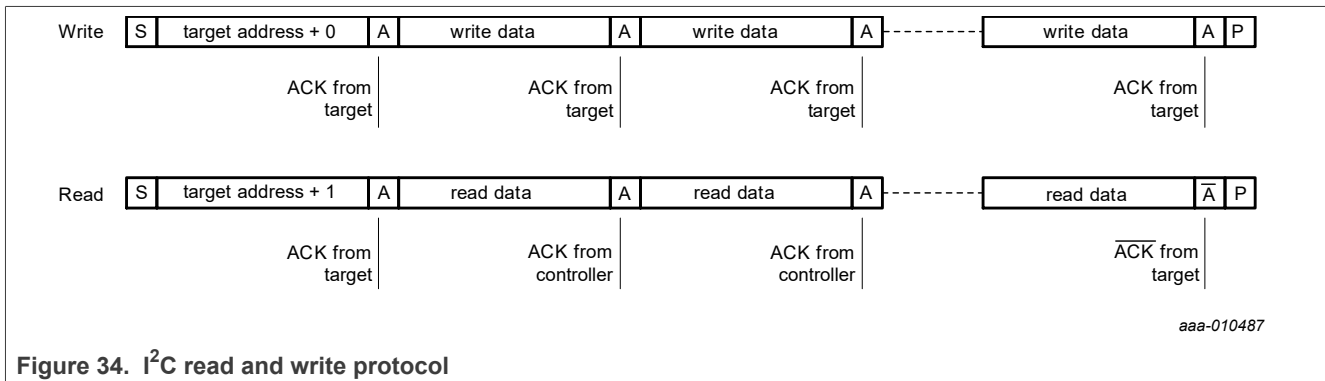 Write S target address + 0 A write data A write data A write data A P
ACK from target ACK from target ACK from target ACK from target
Read S target address + 1 A read data A read data A read data A̅ P
ACK from target ACK from controller ACK from controller A̅C̅K̅ from target
aaa-010487
Figure 34. I²C read and write protocol